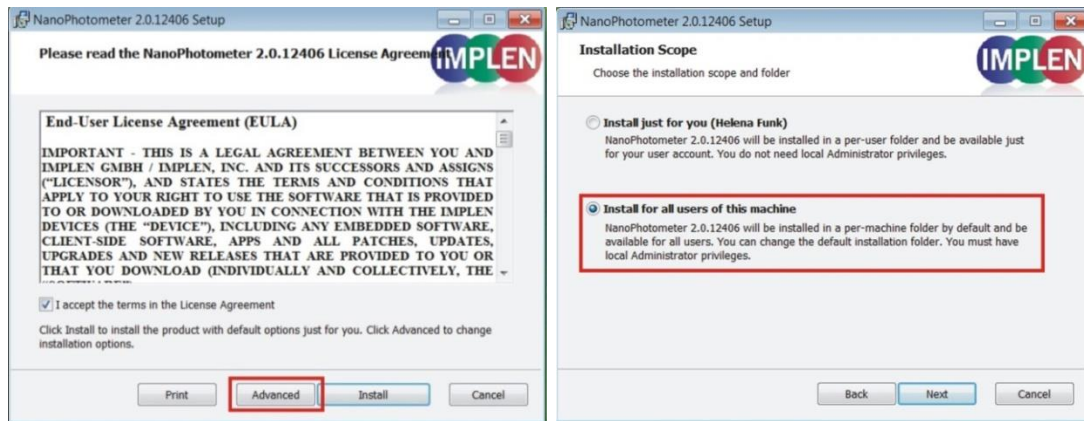 NanoPhotometer 2.0.12406 Setup
Please read the NanoPhotometer 2.0.12406 License Agreement
IMPLEN
End-User License Agreement (EULA)
IMPORTANT - THIS IS A LEGAL AGREEMENT BETWEEN YOU AND
IMPLEN GMBH / IMPLEN, INC. AND ITS SUCCESSORS AND ASSIGNS
("LICENSOR"), AND STATES THE TERMS AND CONDITIONS THAT
APPLY TO YOUR RIGHT TO USE THE SOFTWARE THAT IS PROVIDED
TO OR DOWNLOADED BY YOU IN CONNECTION WITH THE IMPLEN
DEVICES (THE "DEVICE"), INCLUDING ANY EMBEDDED SOFTWARE,
CLIENT-SIDE SOFTWARE, APPS AND ALL PATCHES, UPDATES,
UPGRADES AND NEW RELEASES THAT ARE PROVIDED TO YOU OR
THAT YOU DOWNLOAD (INDIVIDUALLY AND COLLECTIVELY, THE
I accept the terms in the License Agreement
Click Install to install the product with default options just for you. Click Advanced to change
installation options.
Print Advanced Install Cancel
NanoPhotometer 2.0.12406 Setup
Installation Scope
Choose the installation scope and folder
IMPLEN
Install just for you (Helena Funk)
NanoPhotometer 2.0.12406 will be installed in a per-user folder and be available just
for your user account. You do not need local Administrator privileges.
Install for all users of this machine
NanoPhotometer 2.0.12406 will be installed in a per-machine folder by default and be
available for all users. You can change the default installation folder. You must have
local Administrator privileges.
Back Next Cancel